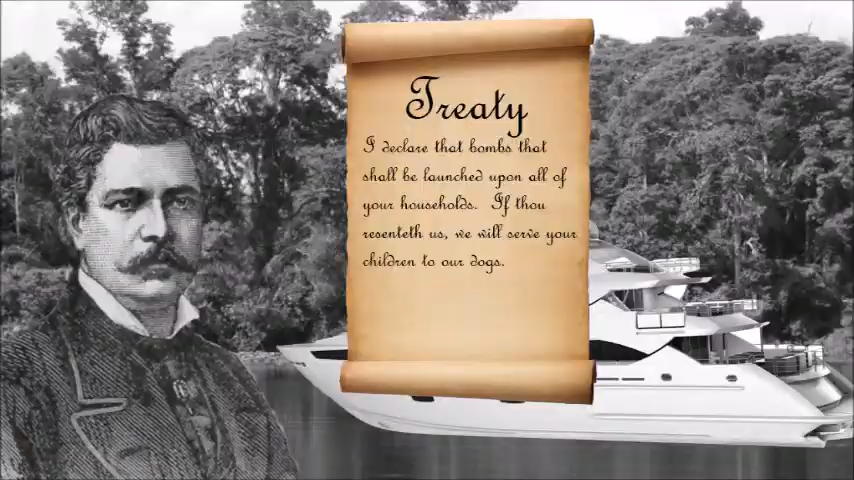 Treaty
I declare that bombs that
shall be launched upon all of
your households. If thou
resenteth us, we will serve your
children to our dogs.